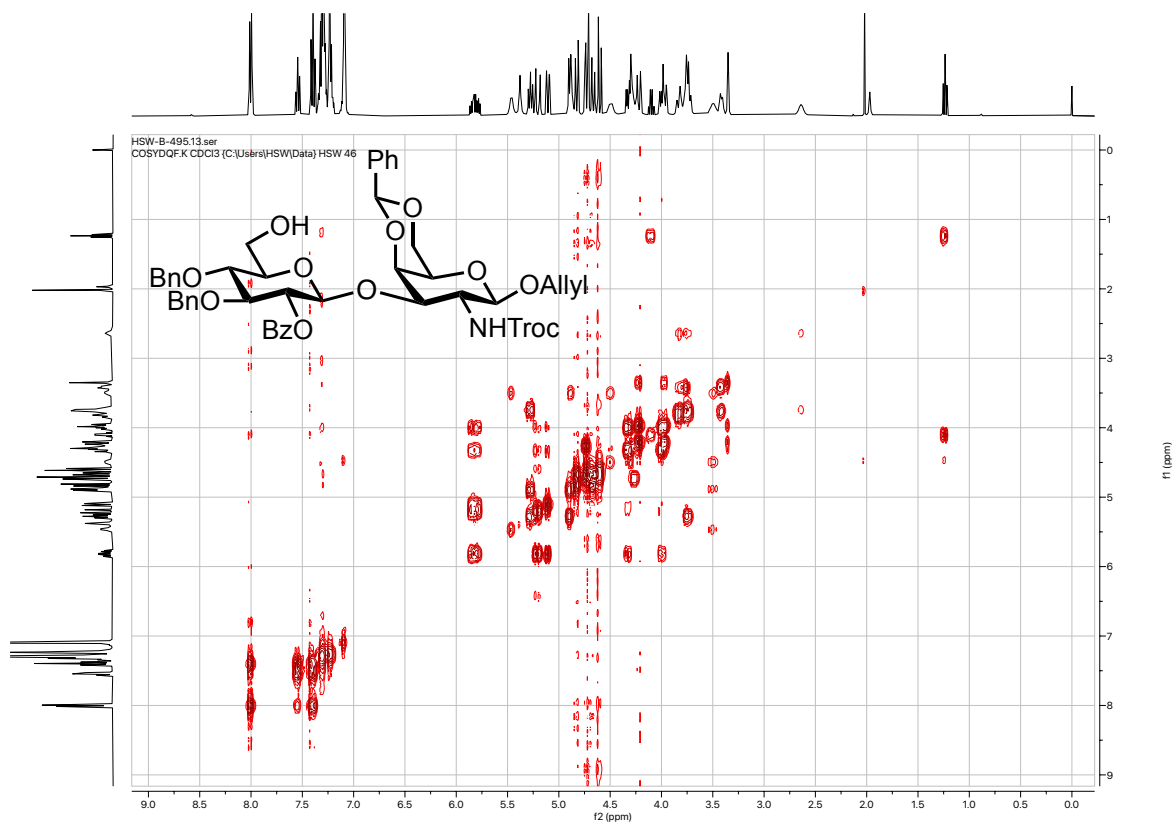 HSW-B-495.13.ser
COSYDQF.K CDCl3 {C:\Users\HSW\Data} HSW 46
Ph
OH
O
O
O
O
BnO
BnO
O
OAllyl
BzO
NHTroc
0
1
2
3
4
5
6
7
8
9
f1 (ppm)
9.0 8.5 8.0 7.5 7.0 6.5 6.0 5.5 5.0 4.5 4.0 3.5 3.0 2.5 2.0 1.5 1.0 0.5 0.0
f2 (ppm)